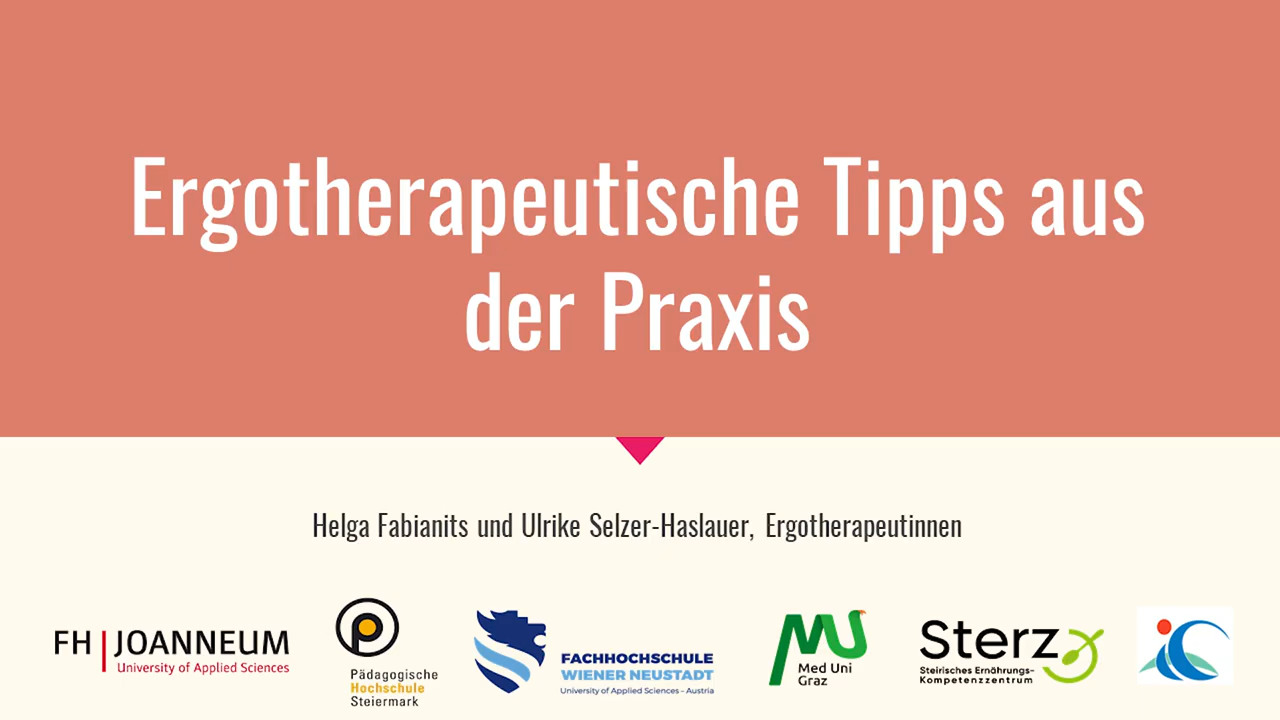 Ergotherapeutische Tipps aus
der Praxis
Helga Fabianits und Ulrike Selzer-Haslauer, Ergotherapeutinnen
FH | JOANNEUM
University of Applied Sciences
Pädagogische
Hochschule
Steiermark
FACHHOCHSCHULE
WIENER NEUSTADT
University of Applied Sciences - Austria
Med Uni
Graz
Sterz
Steirisches Ernährungs-
Kompetenzzentrum